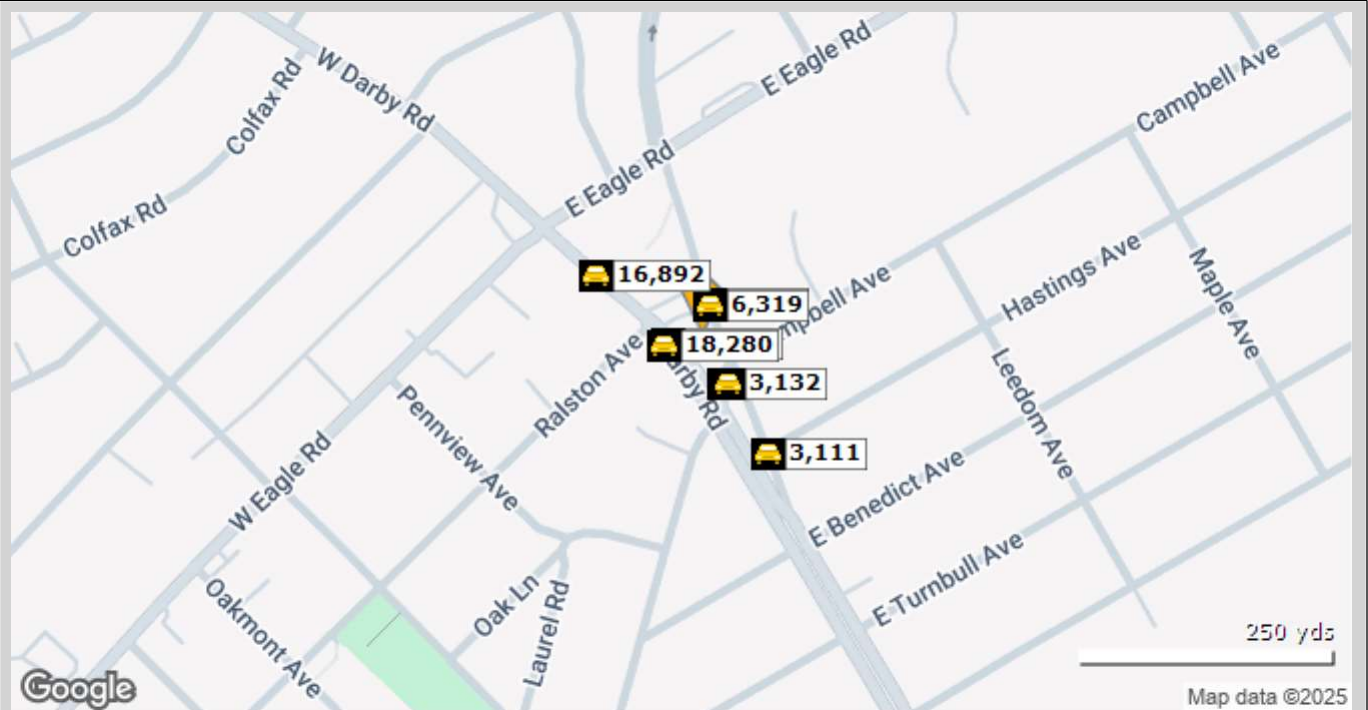 E Eagle Rd
Campbell Ave
W Darby Rd
Colfax Rd
E Eagle Rd
Colfax Rd
Hastings Ave
Maple Ave
16,892
6,319
mpbell Ave
18,280
Ralston Ave
arby Rd
3,132
Leedom Ave
Pennview Ave
3,111
W Eagle Rd
E Benedict Ave
E Turnbull Ave
Oakmont Ave
Oak Ln
Laurel Rd
250 yds
Google
Map data ©2025